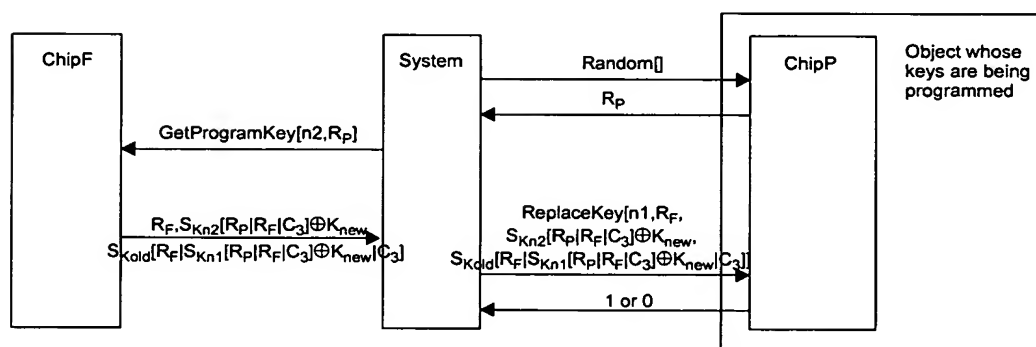 ChipF
System
ChipP
Object whose
keys are being
programmed
Random[]
R_P
GetProgramKey[n2,R_P]
R_F,S_Kn2[R_P|R_F|C_3]⊕K_new,
S_Kold[R_F|S_Kn1[R_P|R_F|C_3]⊕K_new|C_3]
ReplaceKey[n1,R_F,
S_Kn2[R_P|R_F|C_3]⊕K_new,
S_Kold[R_F|S_Kn1[R_P|R_F|C_3]⊕K_new|C_3]]
1 or 0